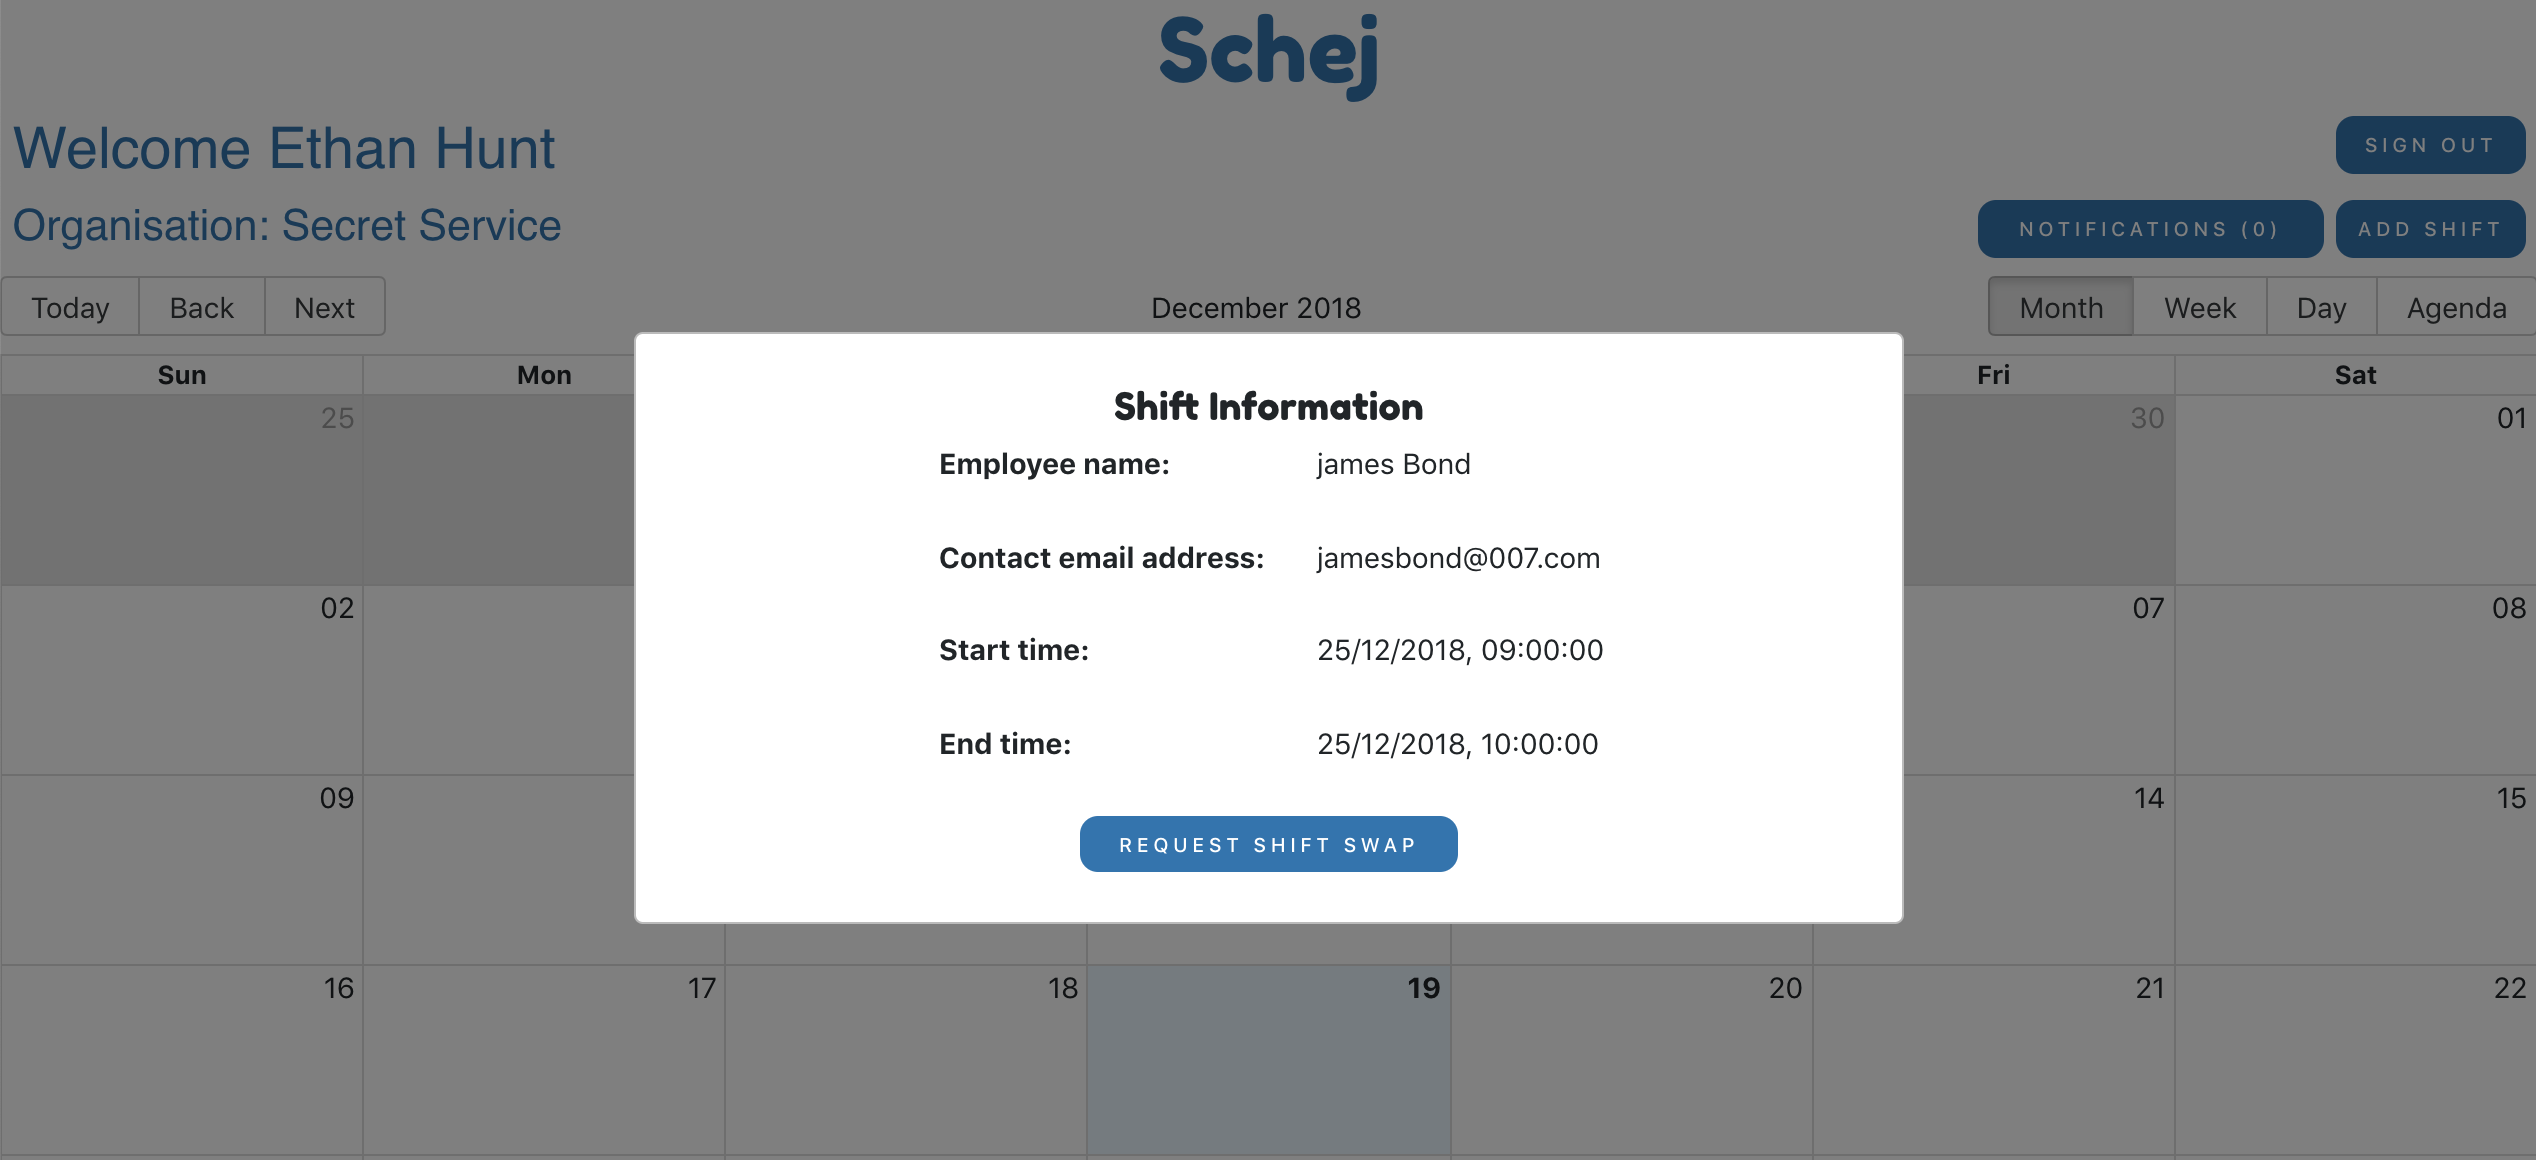 Schej
Welcome Ethan Hunt
SIGN OUT
Organisation: Secret Service
NOTIFICATIONS (0) ADD SHIFT
Today Back Next December 2018 Month Week Day Agenda
Sun Mon Fri Sat
25 30 01
Shift Information
Employee name: james Bond
Contact email address: jamesbond@007.com
02 07 08
Start time: 25/12/2018, 09:00:00
End time: 25/12/2018, 10:00:00
09 14 15
REQUEST SHIFT SWAP
16 17 18 19 20 21 22